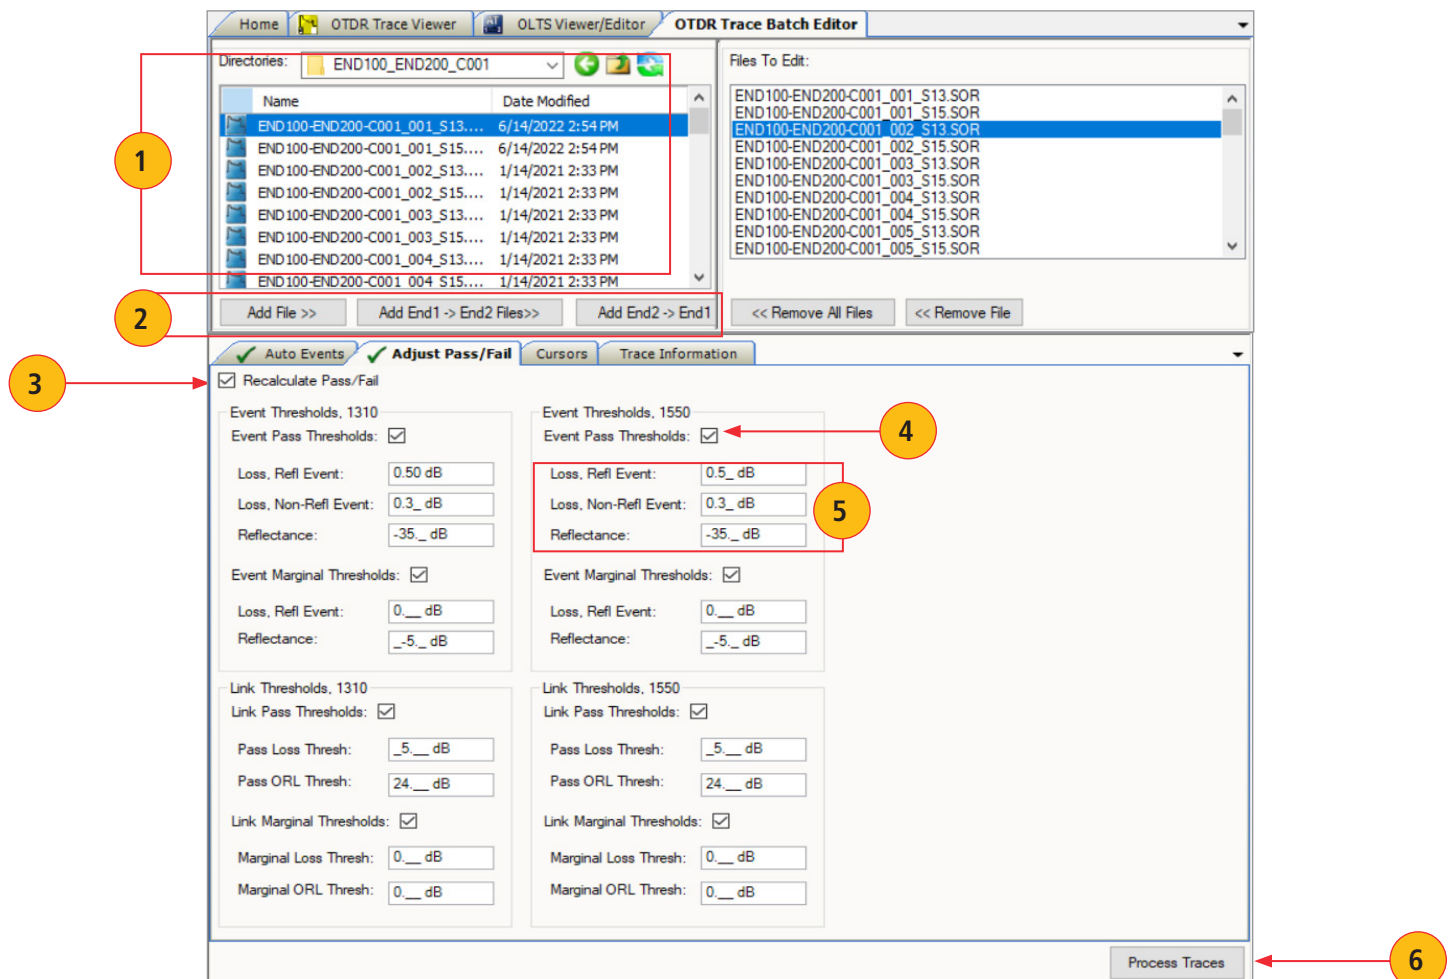 Home OTDR Trace Viewer OLTS Viewer/Editor OTDR Trace Batch Editor
Directories: END100_END200_C001
Name Date Modified
END100-END200-C001_001_S13.... 6/14/2022 2:54 PM
END100-END200-C001_001_S15.... 6/14/2022 2:54 PM
END100-END200-C001_002_S13.... 1/14/2021 2:33 PM
END100-END200-C001_002_S15.... 1/14/2021 2:33 PM
END100-END200-C001_003_S13.... 1/14/2021 2:33 PM
END100-END200-C001_003_S15.... 1/14/2021 2:33 PM
END100-END200-C001_004_S13.... 1/14/2021 2:33 PM
END100-END200-C001_004_S15.... 1/14/2021 2:33 PM
1
Add File >> Add End1 -> End2 Files>> Add End2 -> End1
2
Files To Edit:
END100-END200-C001_001_S13.SOR
END100-END200-C001_001_S15.SOR
END100-END200-C001_002_S13.SOR
END100-END200-C001_002_S15.SOR
END100-END200-C001_003_S13.SOR
END100-END200-C001_003_S15.SOR
END100-END200-C001_004_S13.SOR
END100-END200-C001_004_S15.SOR
END100-END200-C001_005_S13.SOR
END100-END200-C001_005_S15.SOR
<< Remove All Files << Remove File
Auto Events Adjust Pass/Fail Cursors Trace Information
3
Recalculate Pass/Fail
Event Thresholds, 1310
Event Pass Thresholds:
Loss, Refl Event: 0.50 dB
Loss, Non-Refl Event: 0.3_ dB
Reflectance: -35._ dB
Event Marginal Thresholds:
Loss, Refl Event: 0.__ dB
Reflectance: _-5._ dB
Event Thresholds, 1550
Event Pass Thresholds:
4
Loss, Refl Event: 0.5_ dB
Loss, Non-Refl Event: 0.3_ dB
Reflectance: -35._ dB
5
Event Marginal Thresholds:
Loss, Refl Event: 0.__ dB
Reflectance: _-5._ dB
Link Thresholds, 1310
Link Pass Thresholds:
Pass Loss Thresh: _5.__ dB
Pass ORL Thresh: 24.__ dB
Link Marginal Thresholds:
Marginal Loss Thresh: 0.__ dB
Marginal ORL Thresh: 0.__ dB
Link Thresholds, 1550
Link Pass Thresholds:
Pass Loss Thresh: _5.__ dB
Pass ORL Thresh: 24.__ dB
Link Marginal Thresholds:
Marginal Loss Thresh: 0.__ dB
Marginal ORL Thresh: 0.__ dB
Process Traces
6